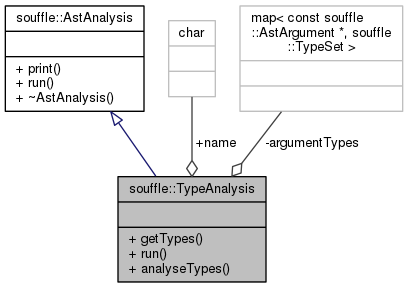 souffle::AstAnalysis
+ print()
+ run()
+ ~AstAnalysis()
char
map< const souffle
::AstArgument *, souffle
::TypeSet >
+name
-argumentTypes
souffle::TypeAnalysis
+ getTypes()
+ run()
+ analyseTypes()